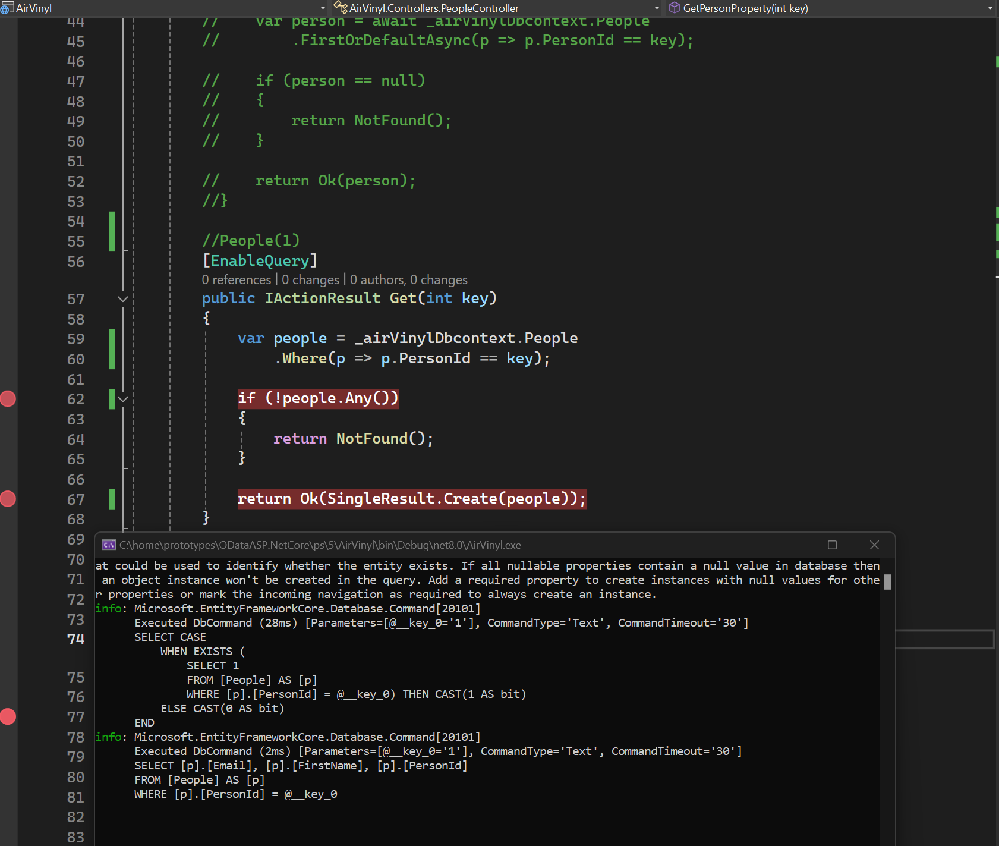 AirVinyl
AirVinyl.Controllers.PeopleController
GetPersonProperty(int key)
44 // var person = await _airVinylDbcontext.People
45 // .FirstOrDefaultAsync(p => p.PersonId == key);
46
47 // if (person == null)
48 // {
49 // return NotFound();
50 // }
51
52 // return Ok(person);
53 //}
54
55 //People(1)
56 [EnableQuery]
0 references | 0 changes | 0 authors, 0 changes
57 public IActionResult Get(int key)
58 {
59 var people = _airVinylDbcontext.People
60 .Where(p => p.PersonId == key);
61
62 if (!people.Any())
63 {
64 return NotFound();
65 }
66
67 return Ok(SingleResult.Create(people));
68 }
69
C:\home\prototypes\ODataASP.NetCore\ps\5\AirVinyl\bin\Debug\net8.0\AirVinyl.exe
70 at could be used to identify whether the entity exists. If all nullable properties contain a null value in database then
71 an object instance won't be created in the query. Add a required property to create instances with null values for othe
72 r properties or mark the incoming navigation as required to always create an instance.
info: Microsoft.EntityFrameworkCore.Database.Command[20101]
73 Executed DbCommand (28ms) [Parameters=[@__key_0='1'], CommandType='Text', CommandTimeout='30']
74 SELECT CASE
WHEN EXISTS (
SELECT 1
75 FROM [People] AS [p]
76 WHERE [p].[PersonId] = @__key_0) THEN CAST(1 AS bit)
ELSE CAST(0 AS bit)
77 END
78 info: Microsoft.EntityFrameworkCore.Database.Command[20101]
79 Executed DbCommand (2ms) [Parameters=[@__key_0='1'], CommandType='Text', CommandTimeout='30']
SELECT [p].[Email], [p].[FirstName], [p].[PersonId]
80 FROM [People] AS [p]
81 WHERE [p].[PersonId] = @__key_0
82
83